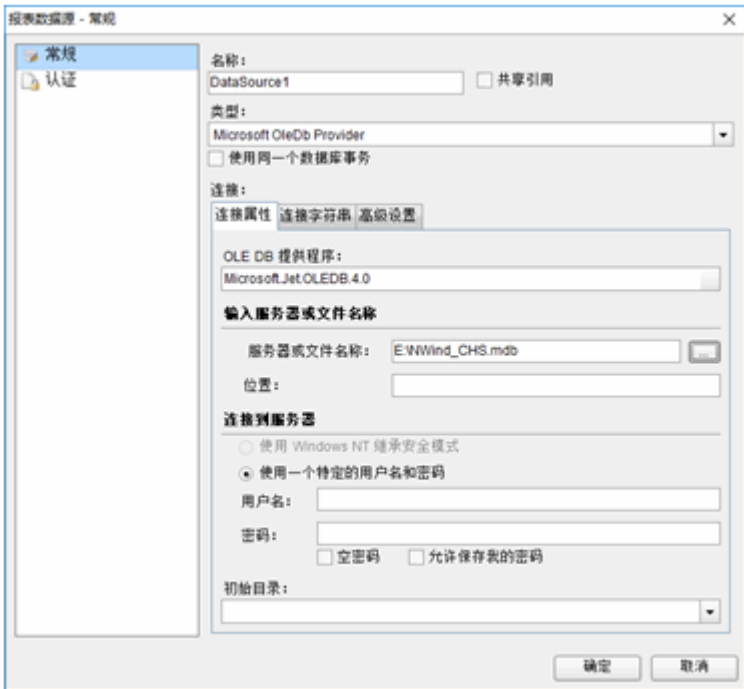 报表数据源 - 常规
常规
认证
名称：
DataSource1
共享引用
类型：
Microsoft OleDb Provider
使用同一个数据库事务
连接：
连接属性 连接字符串 高级设置
OLE DB 提供程序：
Microsoft.Jet.OLEDB.4.0
输入服务器或文件名称
服务器或文件名称： E:\NWind_CHS.mdb ...
位置：
连接到服务器
使用 Windows NT 继承安全模式
使用一个特定的用户名和密码
用户名：
密码：
空密码 允许保存我的密码
初始目录：
确定 取消